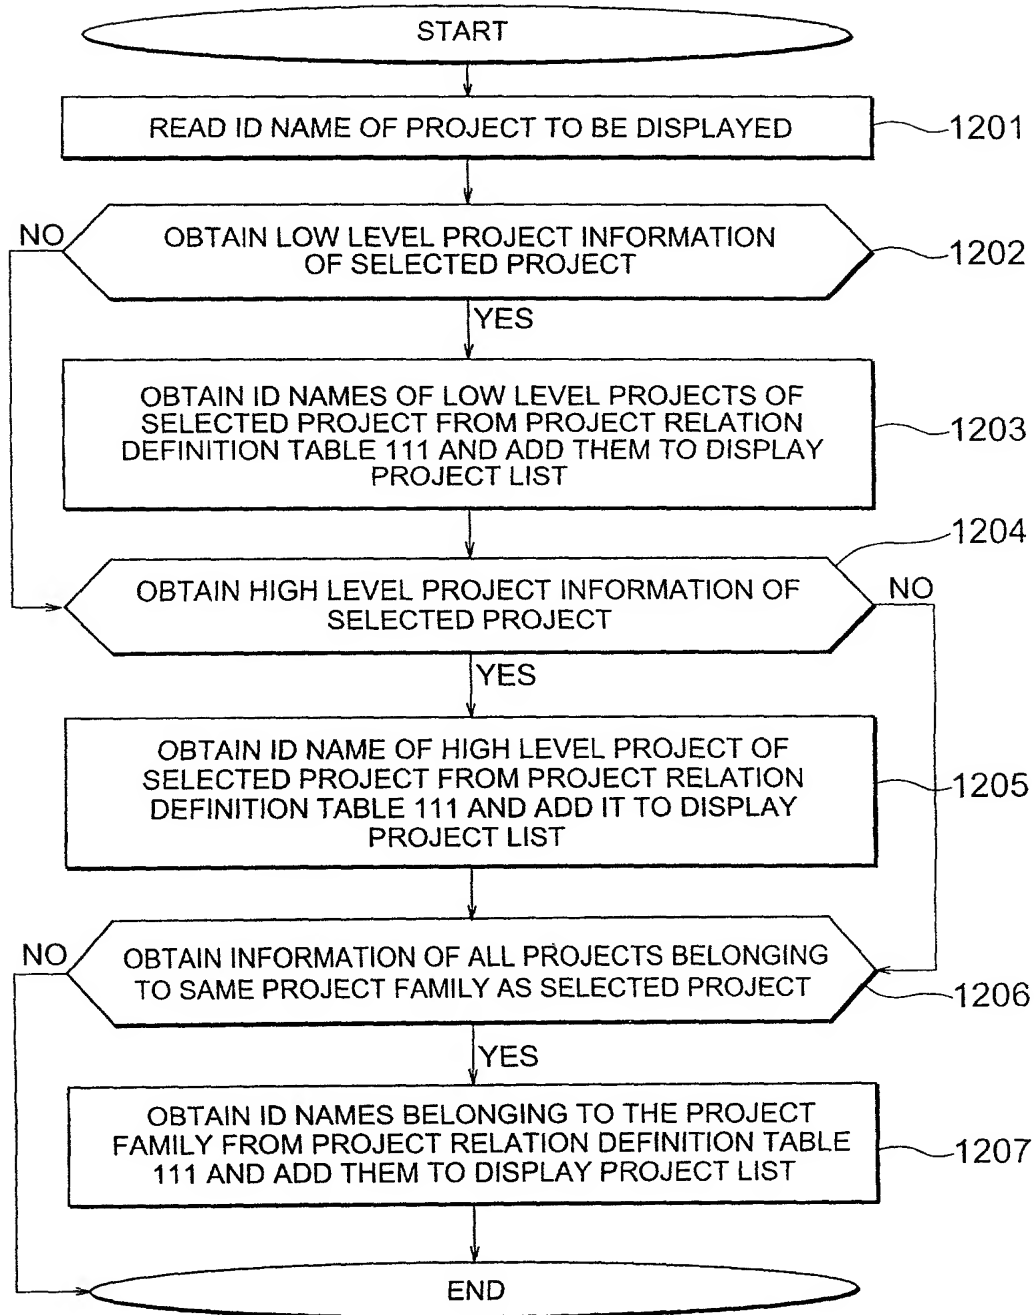 START
READ ID NAME OF PROJECT TO BE DISPLAYED
1201
NO
OBTAIN LOW LEVEL PROJECT INFORMATION
OF SELECTED PROJECT
1202
YES
OBTAIN ID NAMES OF LOW LEVEL PROJECTS OF
SELECTED PROJECT FROM PROJECT RELATION
DEFINITION TABLE 111 AND ADD THEM TO DISPLAY
PROJECT LIST
1203
1204
OBTAIN HIGH LEVEL PROJECT INFORMATION OF
SELECTED PROJECT
NO
YES
OBTAIN ID NAME OF HIGH LEVEL PROJECT OF
SELECTED PROJECT FROM PROJECT RELATION
DEFINITION TABLE 111 AND ADD IT TO DISPLAY
PROJECT LIST
1205
NO
OBTAIN INFORMATION OF ALL PROJECTS BELONGING
TO SAME PROJECT FAMILY AS SELECTED PROJECT
1206
YES
OBTAIN ID NAMES BELONGING TO THE PROJECT
FAMILY FROM PROJECT RELATION DEFINITION TABLE
111 AND ADD THEM TO DISPLAY PROJECT LIST
1207
END